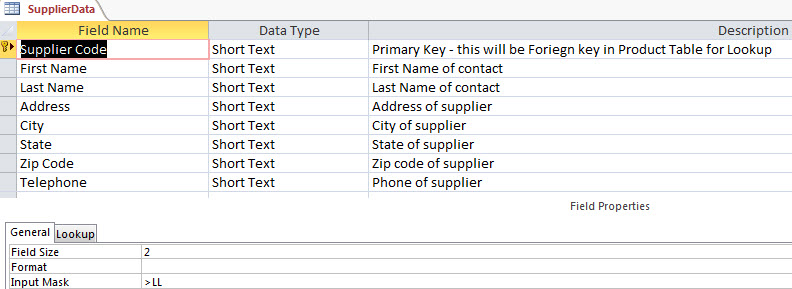 SupplierData
Field Name Data Type Description
Supplier Code Short Text Primary Key - this will be Foriegn key in Product Table for Lookup
First Name Short Text First Name of contact
Last Name Short Text Last Name of contact
Address Short Text Address of supplier
City Short Text City of supplier
State Short Text State of supplier
Zip Code Short Text Zip code of supplier
Telephone Short Text Phone of supplier
Field Properties
General Lookup
Field Size 2
Format
Input Mask >LL